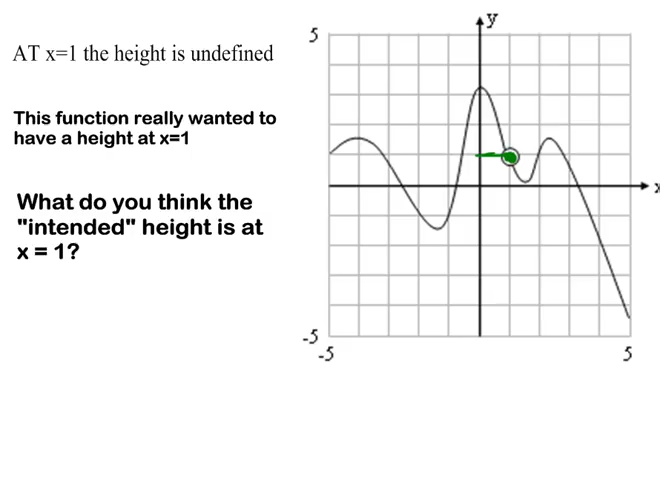 AT x=1 the height is undefined
This function really wanted to
have a height at x=1
What do you think the
"intended" height is at
x = 1?
y
5
x
-5
-5
5